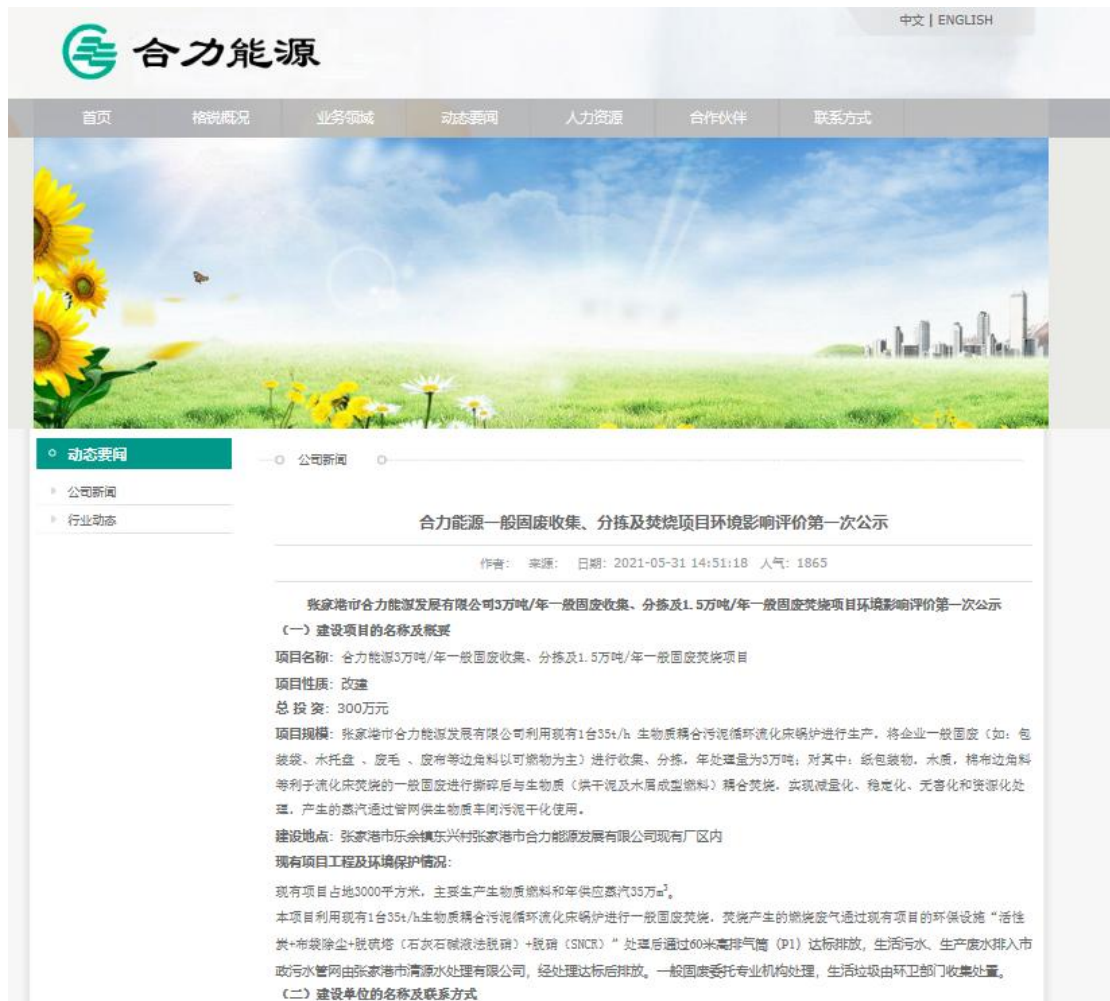 中文 | ENGLISH
合力能源
首页 格锐概况 业务领域 动态要闻 人力资源 合作伙伴 联系方式
动态要闻
公司新闻
公司新闻
行业动态
合力能源一般固废收集、分拣及焚烧项目环境影响评价第一次公示
作者： 来源： 日期：2021-05-31 14:51:18 人气：1865
张家港市合力能源发展有限公司3万吨/年一般固废收集、分拣及1.5万吨/年一般固废焚烧项目环境影响评价第一次公示
（一）建设项目的名称及概要
项目名称：合力能源3万吨/年一般固废收集、分拣及1.5万吨/年一般固废焚烧项目
项目性质：改建
总 投 资：300万元
项目规模：张家港市合力能源发展有限公司利用现有1台35t/h 生物质耦合污泥循环流化床锅炉进行生产，将企业一般固废（如：包
装袋、木托盘 、废毛 、废布等边角料以可燃物为主）进行收集、分拣，年处理量为3万吨；对其中：纸包装物，木质，棉布边角料
等利于流化床焚烧的一般固废进行撕碎后与生物质（烘干泥及木屑成型燃料）耦合焚烧，实现减量化、稳定化、无害化和资源化处
理，产生的蒸汽通过管网供生物质车间污泥干化使用。
建设地点：张家港市乐余镇东兴村张家港市合力能源发展有限公司现有厂区内
现有项目工程及环境保护情况：
现有项目占地3000平方米，主要生产生物质燃料和年供应蒸汽35万m³。
本项目利用现有1台35t/h生物质耦合污泥循环流化床锅炉进行一般固废焚烧，焚烧产生的燃烧废气通过现有项目的环保设施“活性
炭+布袋除尘+脱硫塔（石灰石碱液法脱硝）+脱硝（SNCR）”处理后通过60米高排气筒（P1）达标排放，生活污水、生产废水排入市
政污水管网由张家港市清源水处理有限公司，经处理达标后排放。一般固废委托专业机构处理，生活垃圾由环卫部门收集处置。
（二）建设单位的名称及联系方式